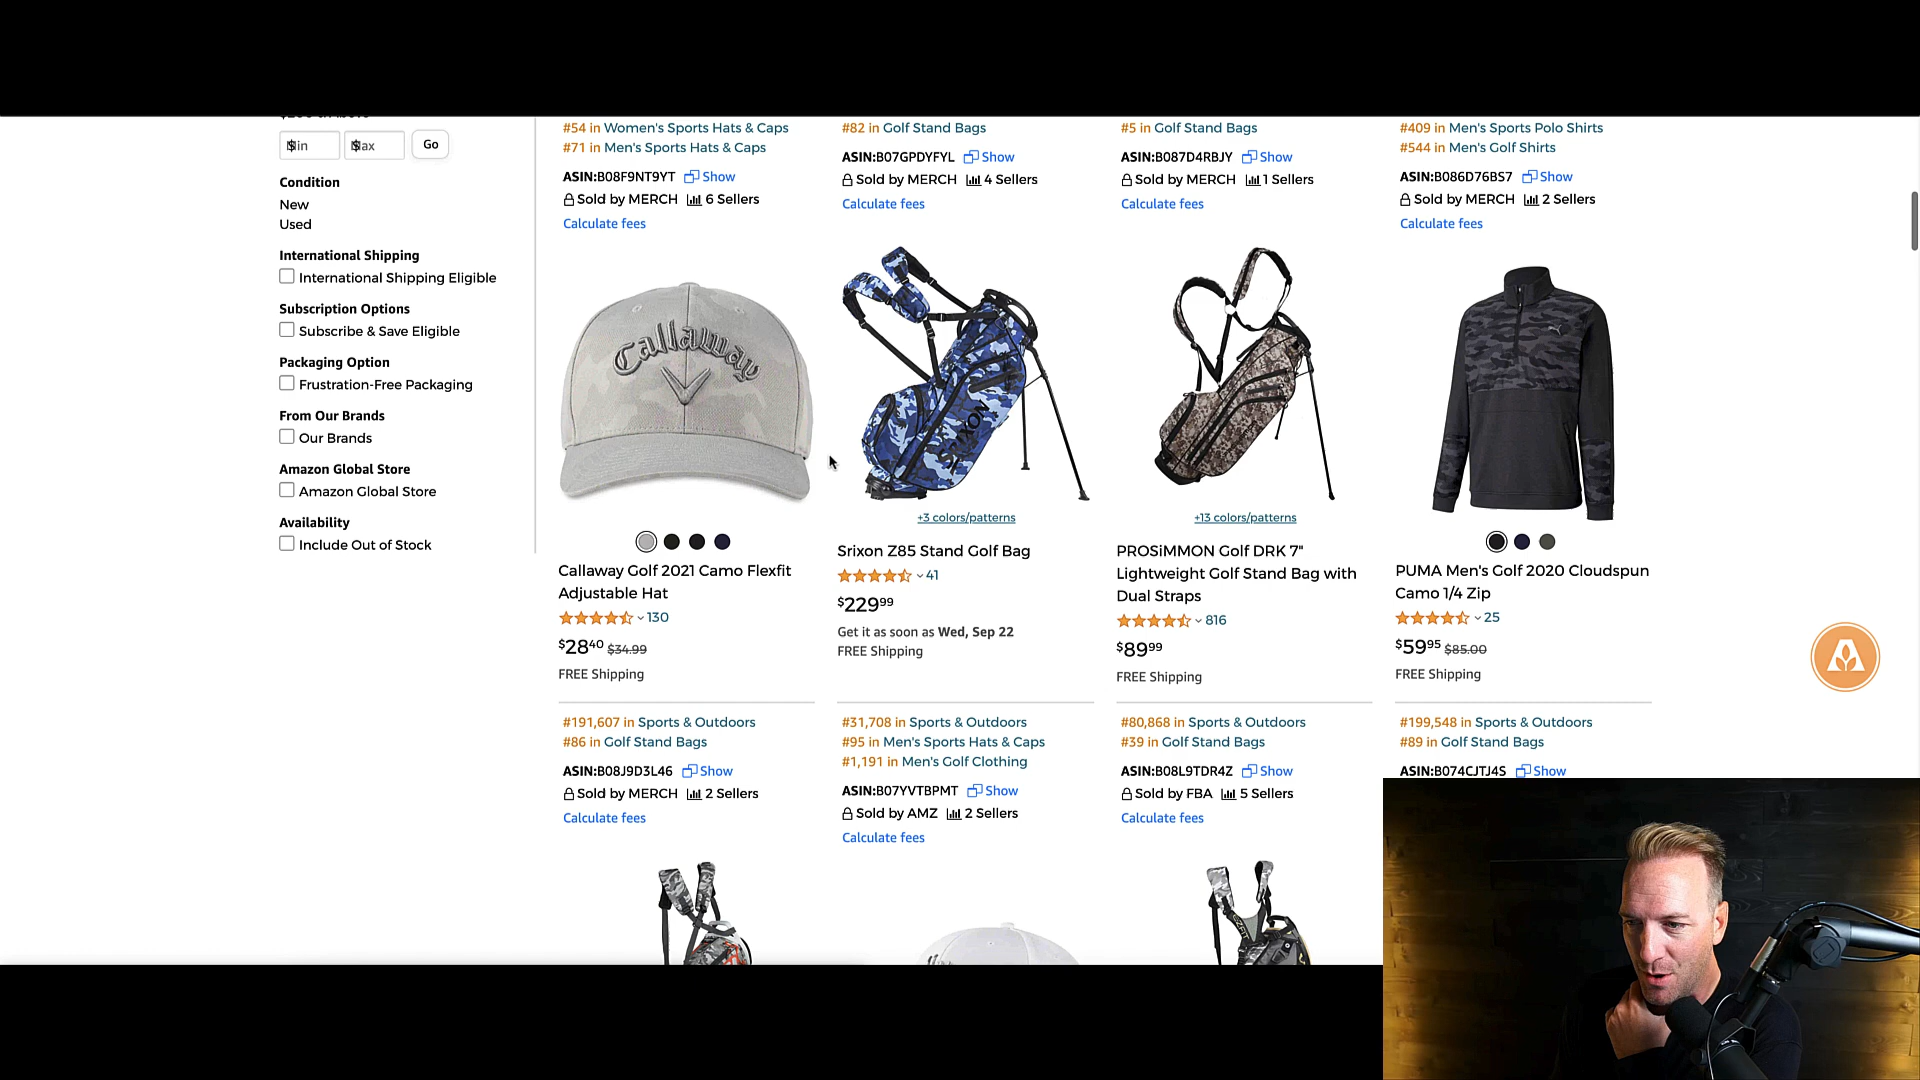 $in
$ax
Go
Condition
New
Used
International Shipping
International Shipping Eligible
Subscription Options
Subscribe & Save Eligible
Packaging Option
Frustration-Free Packaging
From Our Brands
Our Brands
Amazon Global Store
Amazon Global Store
Availability
Include Out of Stock
#54 in Women's Sports Hats & Caps
#71 in Men's Sports Hats & Caps
ASIN:B08F9NT9YT Show
Sold by MERCH 6 Sellers
Calculate fees
#82 in Golf Stand Bags
ASIN:B07GPDYFYL Show
Sold by MERCH 4 Sellers
Calculate fees
#5 in Golf Stand Bags
ASIN:B087D4RBJY Show
Sold by MERCH 1 Sellers
Calculate fees
#409 in Men's Sports Polo Shirts
#544 in Men's Golf Shirts
ASIN:B086D76BS7 Show
Sold by MERCH 2 Sellers
Calculate fees
Callaway
Callaway Golf 2021 Camo Flexfit
Adjustable Hat
130
$2840 $34.99
FREE Shipping
SRIXON
+3 colors/patterns
Srixon Z85 Stand Golf Bag
41
$22999
Get it as soon as Wed, Sep 22
FREE Shipping
+13 colors/patterns
PROSiMMON Golf DRK 7"
Lightweight Golf Stand Bag with
Dual Straps
816
$8999
FREE Shipping
PUMA Men's Golf 2020 Cloudspun
Camo 1/4 Zip
25
$5995 $85.00
FREE Shipping
#191,607 in Sports & Outdoors
#86 in Golf Stand Bags
ASIN:B08J9D3L46 Show
Sold by MERCH 2 Sellers
Calculate fees
#31,708 in Sports & Outdoors
#95 in Men's Sports Hats & Caps
#1,191 in Men's Golf Clothing
ASIN:B07YVTBPMT Show
Sold by AMZ 2 Sellers
Calculate fees
#80,868 in Sports & Outdoors
#39 in Golf Stand Bags
ASIN:B08L9TDR4Z Show
Sold by FBA 5 Sellers
Calculate fees
#199,548 in Sports & Outdoors
#89 in Golf Stand Bags
ASIN:B074CJTJ4S Show